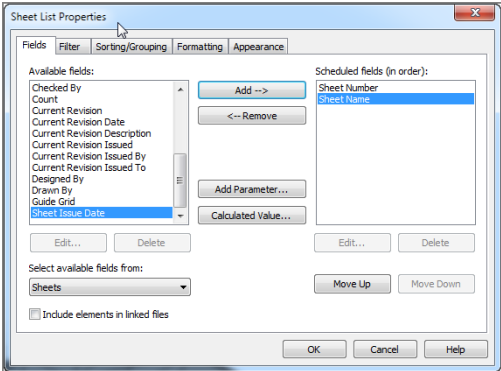 Sheet List Properties
Fields Filter Sorting/Grouping Formatting Appearance
Available fields:
Checked By
Count
Current Revision
Current Revision Date
Current Revision Description
Current Revision Issued
Current Revision Issued By
Current Revision Issued To
Designed By
Drawn By
Guide Grid
Sheet Issue Date
Edit... Delete
Select available fields from:
Sheets
Include elements in linked files
Add -->
<-- Remove
Add Parameter...
Calculated Value...
Scheduled fields (in order):
Sheet Number
Sheet Name
Edit... Delete
Move Up Move Down
OK Cancel Help